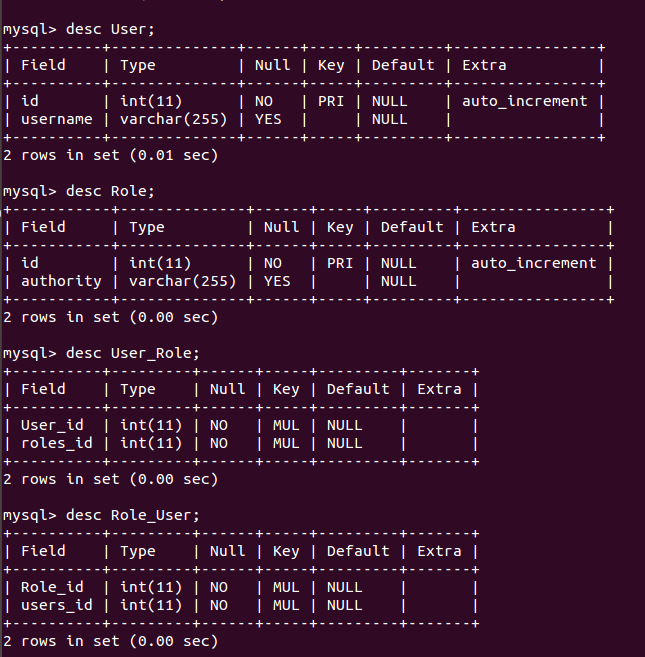 mysql> desc User;
+----------+--------------+------+-----+---------+----------------+
| Field    | Type         | Null | Key | Default | Extra          |
+----------+--------------+------+-----+---------+----------------+
| id       | int(11)      | NO   | PRI | NULL    | auto_increment |
| username | varchar(255) | YES  |     | NULL    |                |
+----------+--------------+------+-----+---------+----------------+
2 rows in set (0.01 sec)

mysql> desc Role;
+-----------+--------------+------+-----+---------+----------------+
| Field     | Type         | Null | Key | Default | Extra          |
+-----------+--------------+------+-----+---------+----------------+
| id        | int(11)      | NO   | PRI | NULL    | auto_increment |
| authority | varchar(255) | YES  |     | NULL    |                |
+-----------+--------------+------+-----+---------+----------------+
2 rows in set (0.00 sec)

mysql> desc User_Role;
+----------+---------+------+-----+---------+-------+
| Field    | Type    | Null | Key | Default | Extra |
+----------+---------+------+-----+---------+-------+
| User_id  | int(11) | NO   | MUL | NULL    |       |
| roles_id | int(11) | NO   | MUL | NULL    |       |
+----------+---------+------+-----+---------+-------+
2 rows in set (0.00 sec)

mysql> desc Role_User;
+----------+---------+------+-----+---------+-------+
| Field    | Type    | Null | Key | Default | Extra |
+----------+---------+------+-----+---------+-------+
| Role_id  | int(11) | NO   | MUL | NULL    |       |
| users_id | int(11) | NO   | MUL | NULL    |       |
+----------+---------+------+-----+---------+-------+
2 rows in set (0.00 sec)